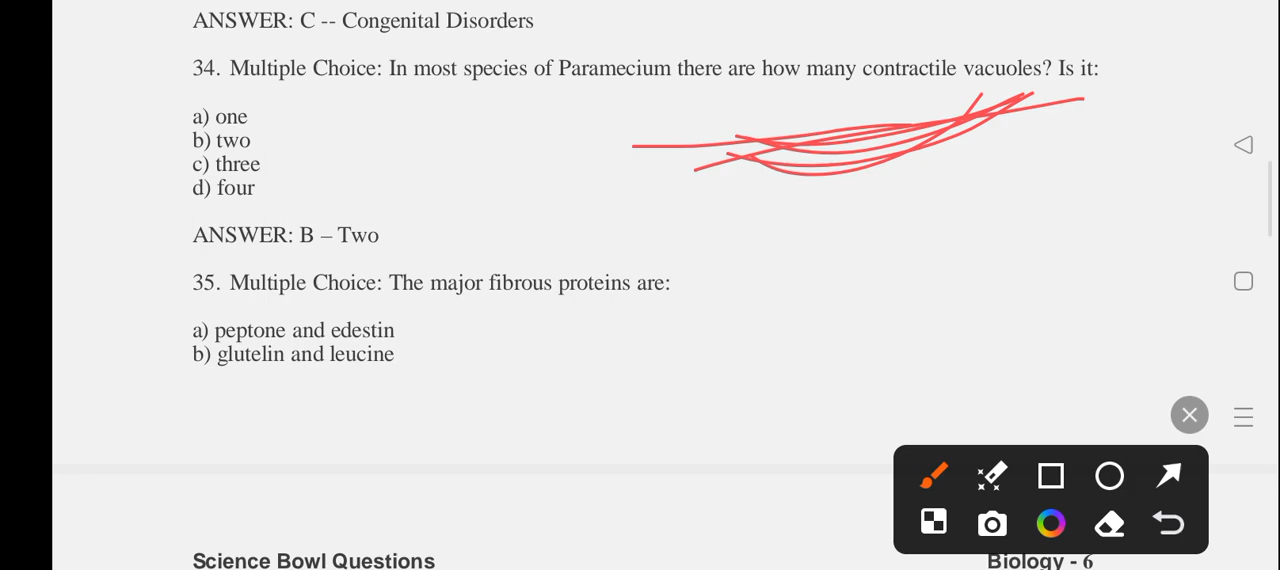 ANSWER: C -- Congenital Disorders
34. Multiple Choice: In most species of Paramecium there are how many contractile vacuoles? Is it:
a) one
b) two
c) three
d) four
ANSWER: B – Two
35. Multiple Choice: The major fibrous proteins are:
a) peptone and edestin
b) glutelin and leucine
Science Bowl Questions
Biology - 6